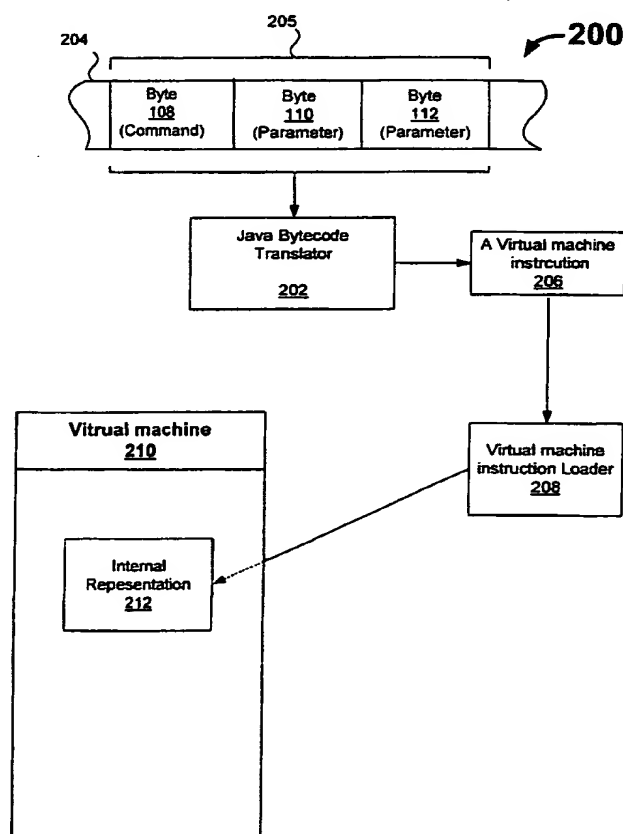 205
200
204
Byte
108
(Command)
Byte
110
(Parameter)
Byte
112
(Parameter)
Java Bytecode
Translator
202
A Virtual machine
instrcution
206
Vitrual machine
210
Virtual machine
instruction Loader
208
Internal
Repesentation
212